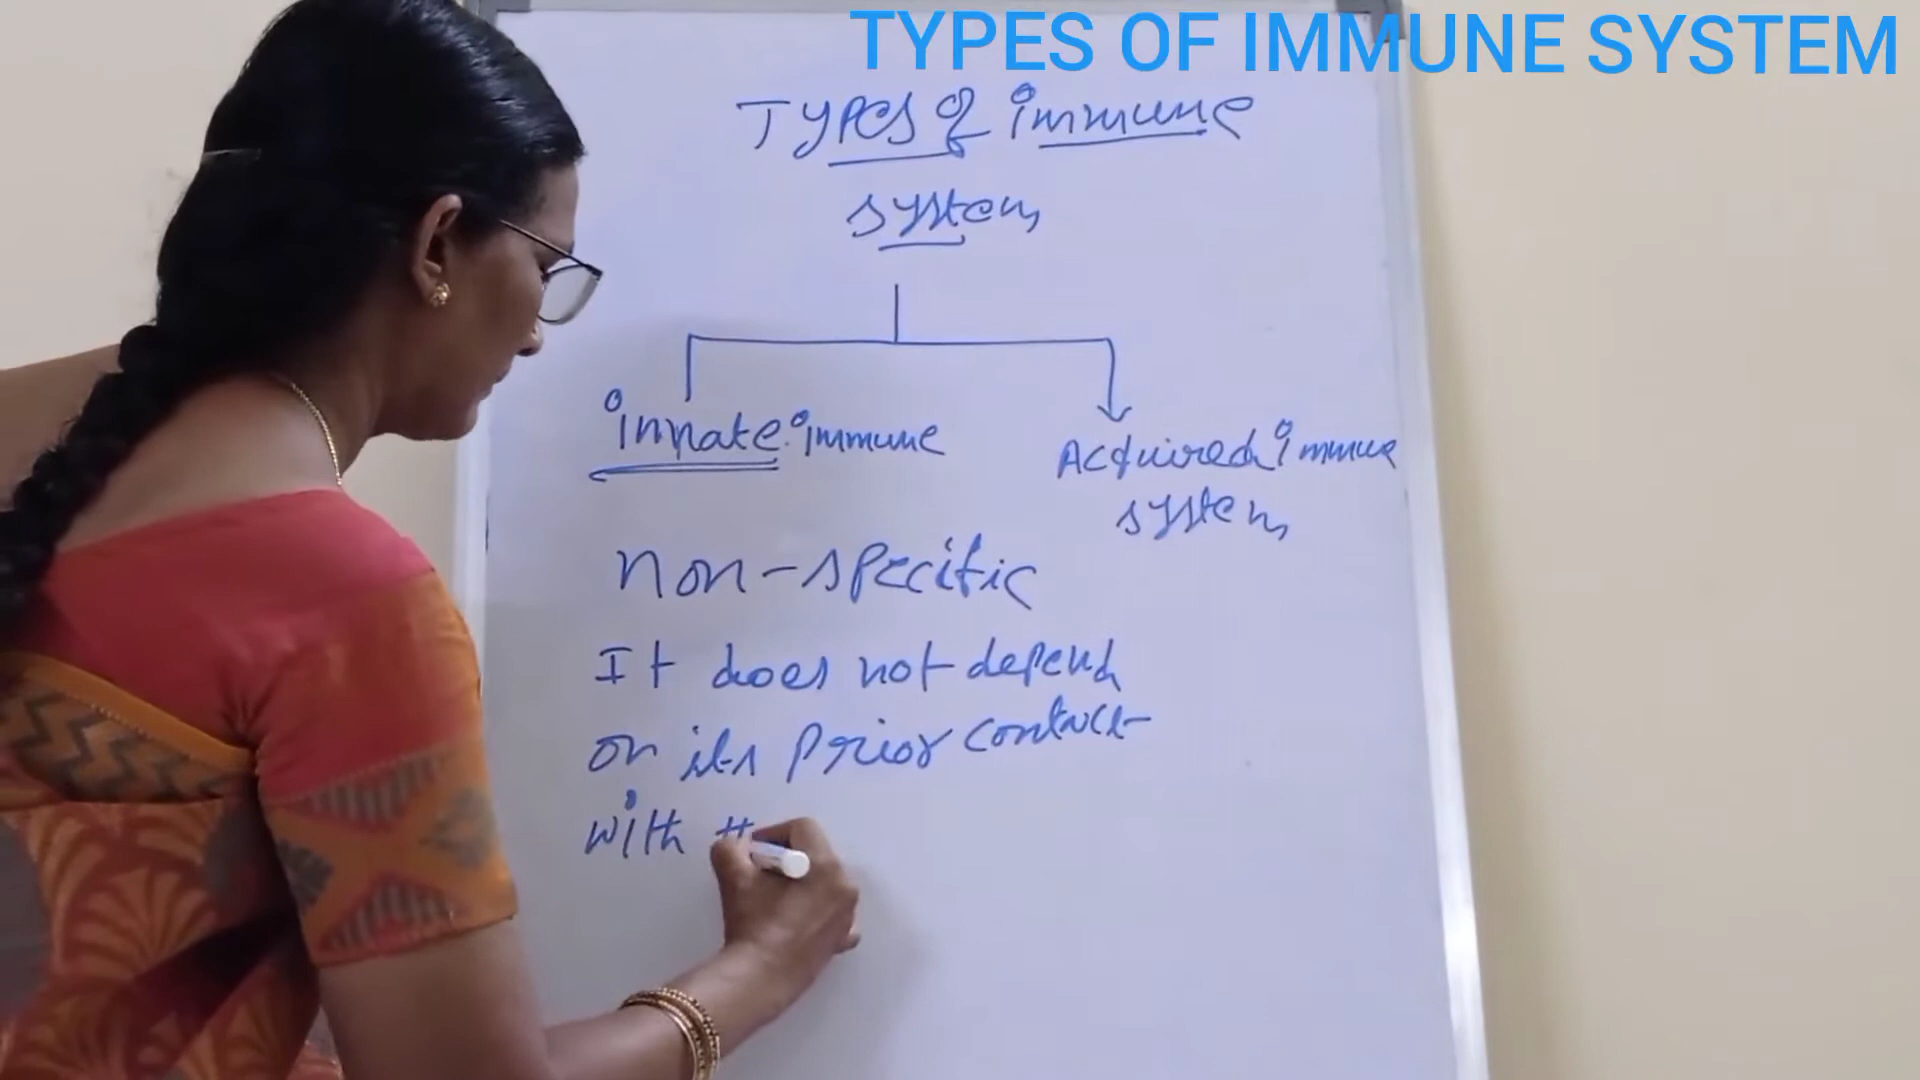 TYPES OF IMMUNE SYSTEM
Types of immune
system
innate immune
Acquired immune
system
non-specific
It does not depend
on its prior contact
with